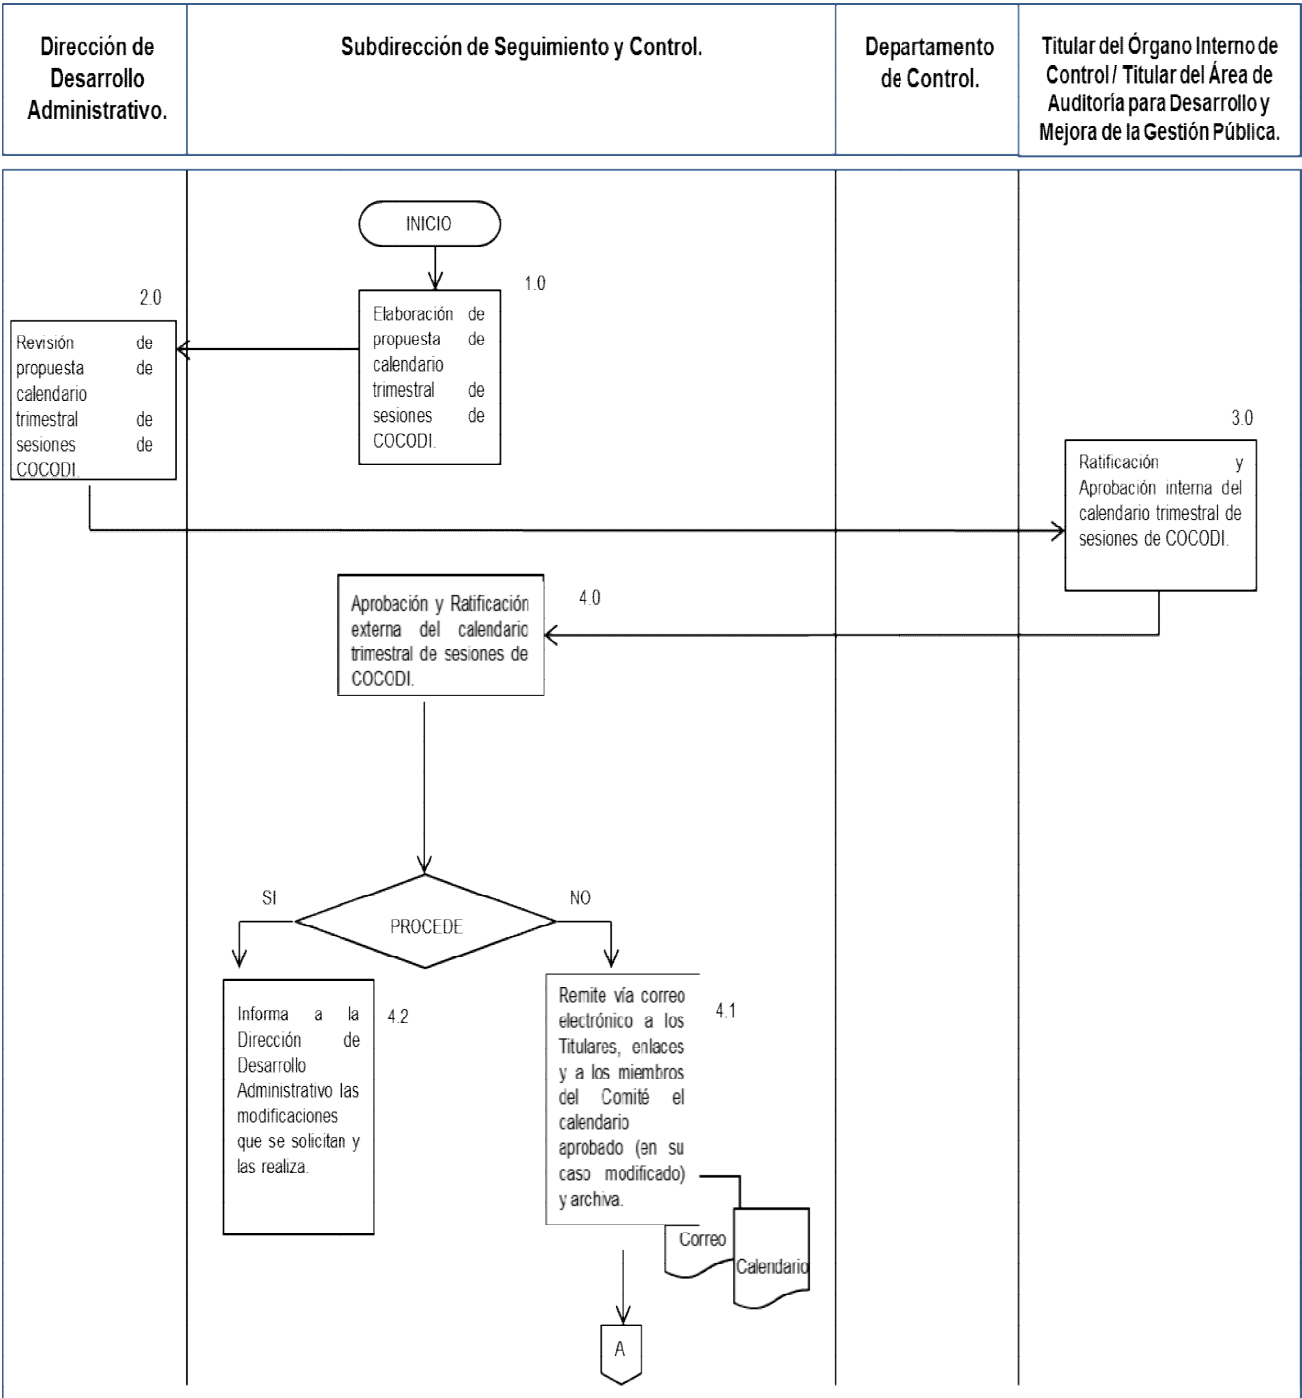 Dirección de
Desarrollo
Administrativo.
Subdirección de Seguimiento y Control.
Departamento
de Control.
Titular del Órgano Interno de
Control / Titular del Área de
Auditoría para Desarrollo y
Mejora de la Gestión Pública.
INICIO
1.0
Elaboración de
propuesta de
calendario
trimestral de
sesiones de
COCODI.
2.0
Revisión de
propuesta de
calendario
trimestral de
sesiones de
COCODI.
3.0
Ratificación y
Aprobación interna del
calendario trimestral de
sesiones de COCODI.
4.0
Aprobación y Ratificación
externa del calendario
trimestral de sesiones de
COCODI.
PROCEDE
SI
NO
4.2
Informa a la
Dirección de
Desarrollo
Administrativo las
modificaciones
que se solicitan y
las realiza.
4.1
Remite vía correo
electrónico a los
Titulares, enlaces
y a los miembros
del Comité el
calendario
aprobado (en su
caso modificado)
y archiva.
Correo
Calendario
A